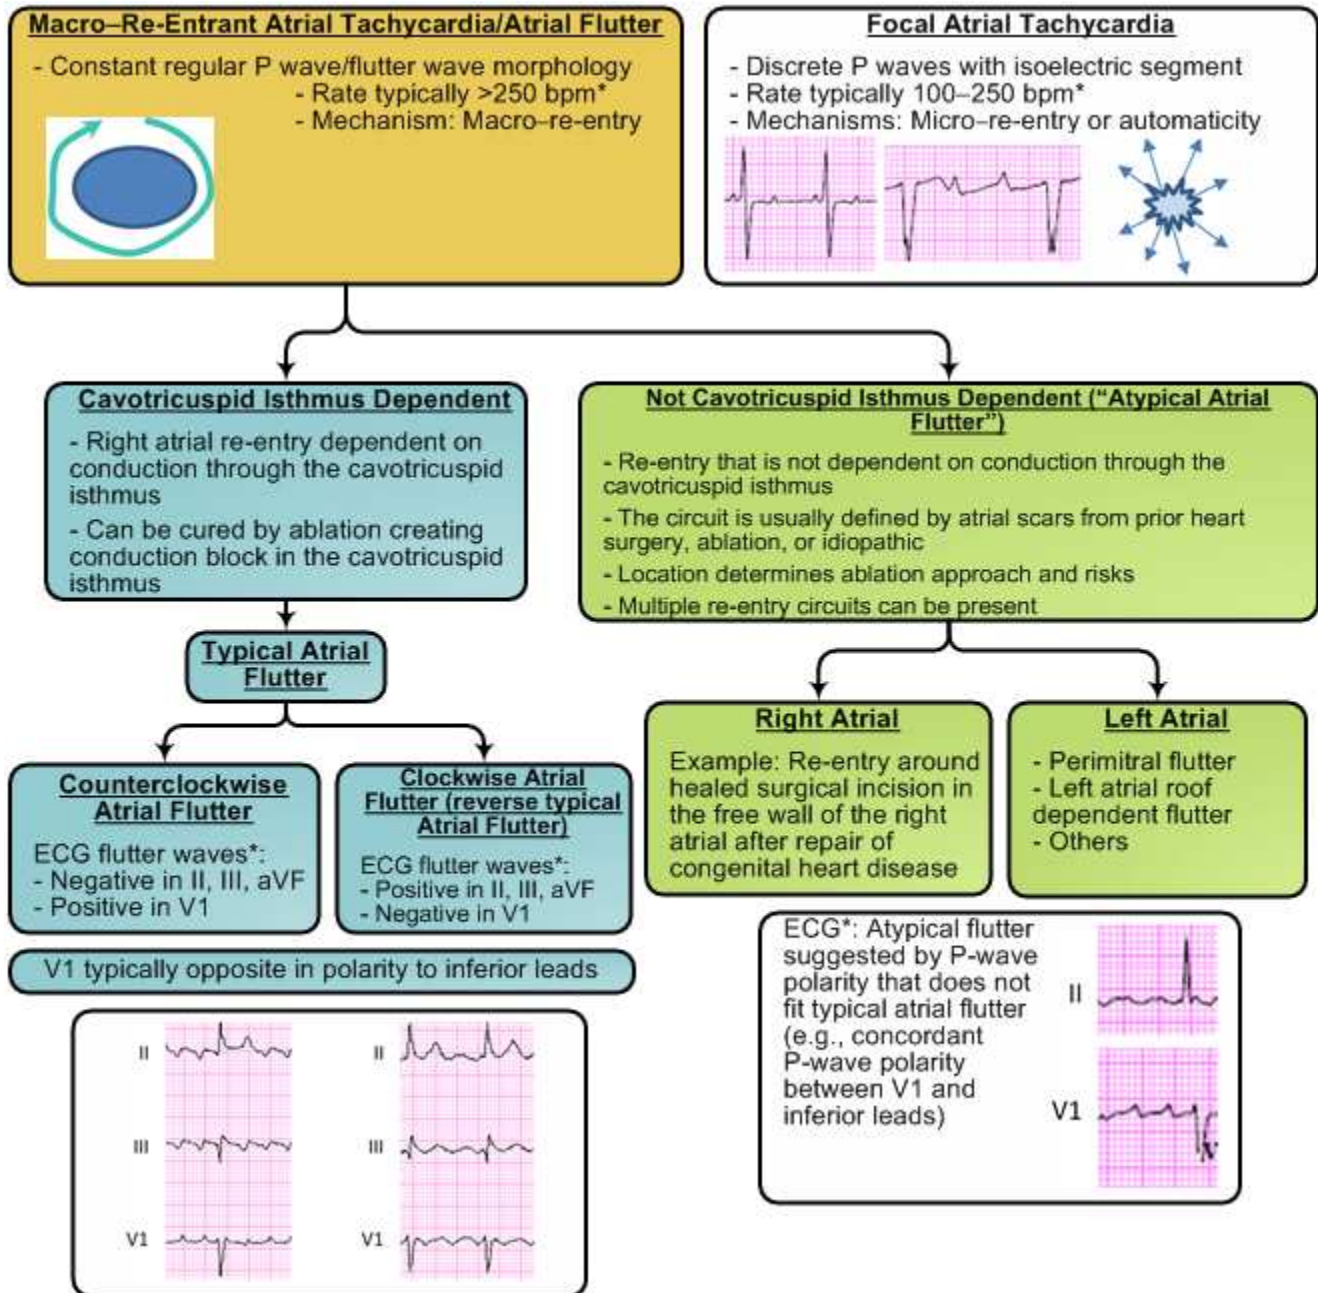 Macro–Re-Entrant Atrial Tachycardia/Atrial Flutter
- Constant regular P wave/flutter wave morphology
- Rate typically >250 bpm*
- Mechanism: Macro–re-entry
Focal Atrial Tachycardia
- Discrete P waves with isoelectric segment
- Rate typically 100–250 bpm*
- Mechanisms: Micro–re-entry or automaticity
Cavotricuspid Isthmus Dependent
- Right atrial re-entry dependent on
conduction through the cavotricuspid
isthmus
- Can be cured by ablation creating
conduction block in the cavotricuspid
isthmus
Not Cavotricuspid Isthmus Dependent (“Atypical Atrial
Flutter”)
- Re-entry that is not dependent on conduction through the
cavotricuspid isthmus
- The circuit is usually defined by atrial scars from prior heart
surgery, ablation, or idiopathic
- Location determines ablation approach and risks
- Multiple re-entry circuits can be present
Typical Atrial
Flutter
Counterclockwise
Atrial Flutter
ECG flutter waves*:
- Negative in II, III, aVF
- Positive in V1
Clockwise Atrial
Flutter (reverse typical
Atrial Flutter)
ECG flutter waves*:
- Positive in II, III, aVF
- Negative in V1
Right Atrial
Example: Re-entry around
healed surgical incision in
the free wall of the right
atrial after repair of
congenital heart disease
Left Atrial
- Perimitral flutter
- Left atrial roof
dependent flutter
- Others
V1 typically opposite in polarity to inferior leads
II
III
V1
II
III
V1
ECG*: Atypical flutter
suggested by P-wave
polarity that does not
fit typical atrial flutter
(e.g., concordant
P-wave polarity
between V1 and
inferior leads)
II
V1